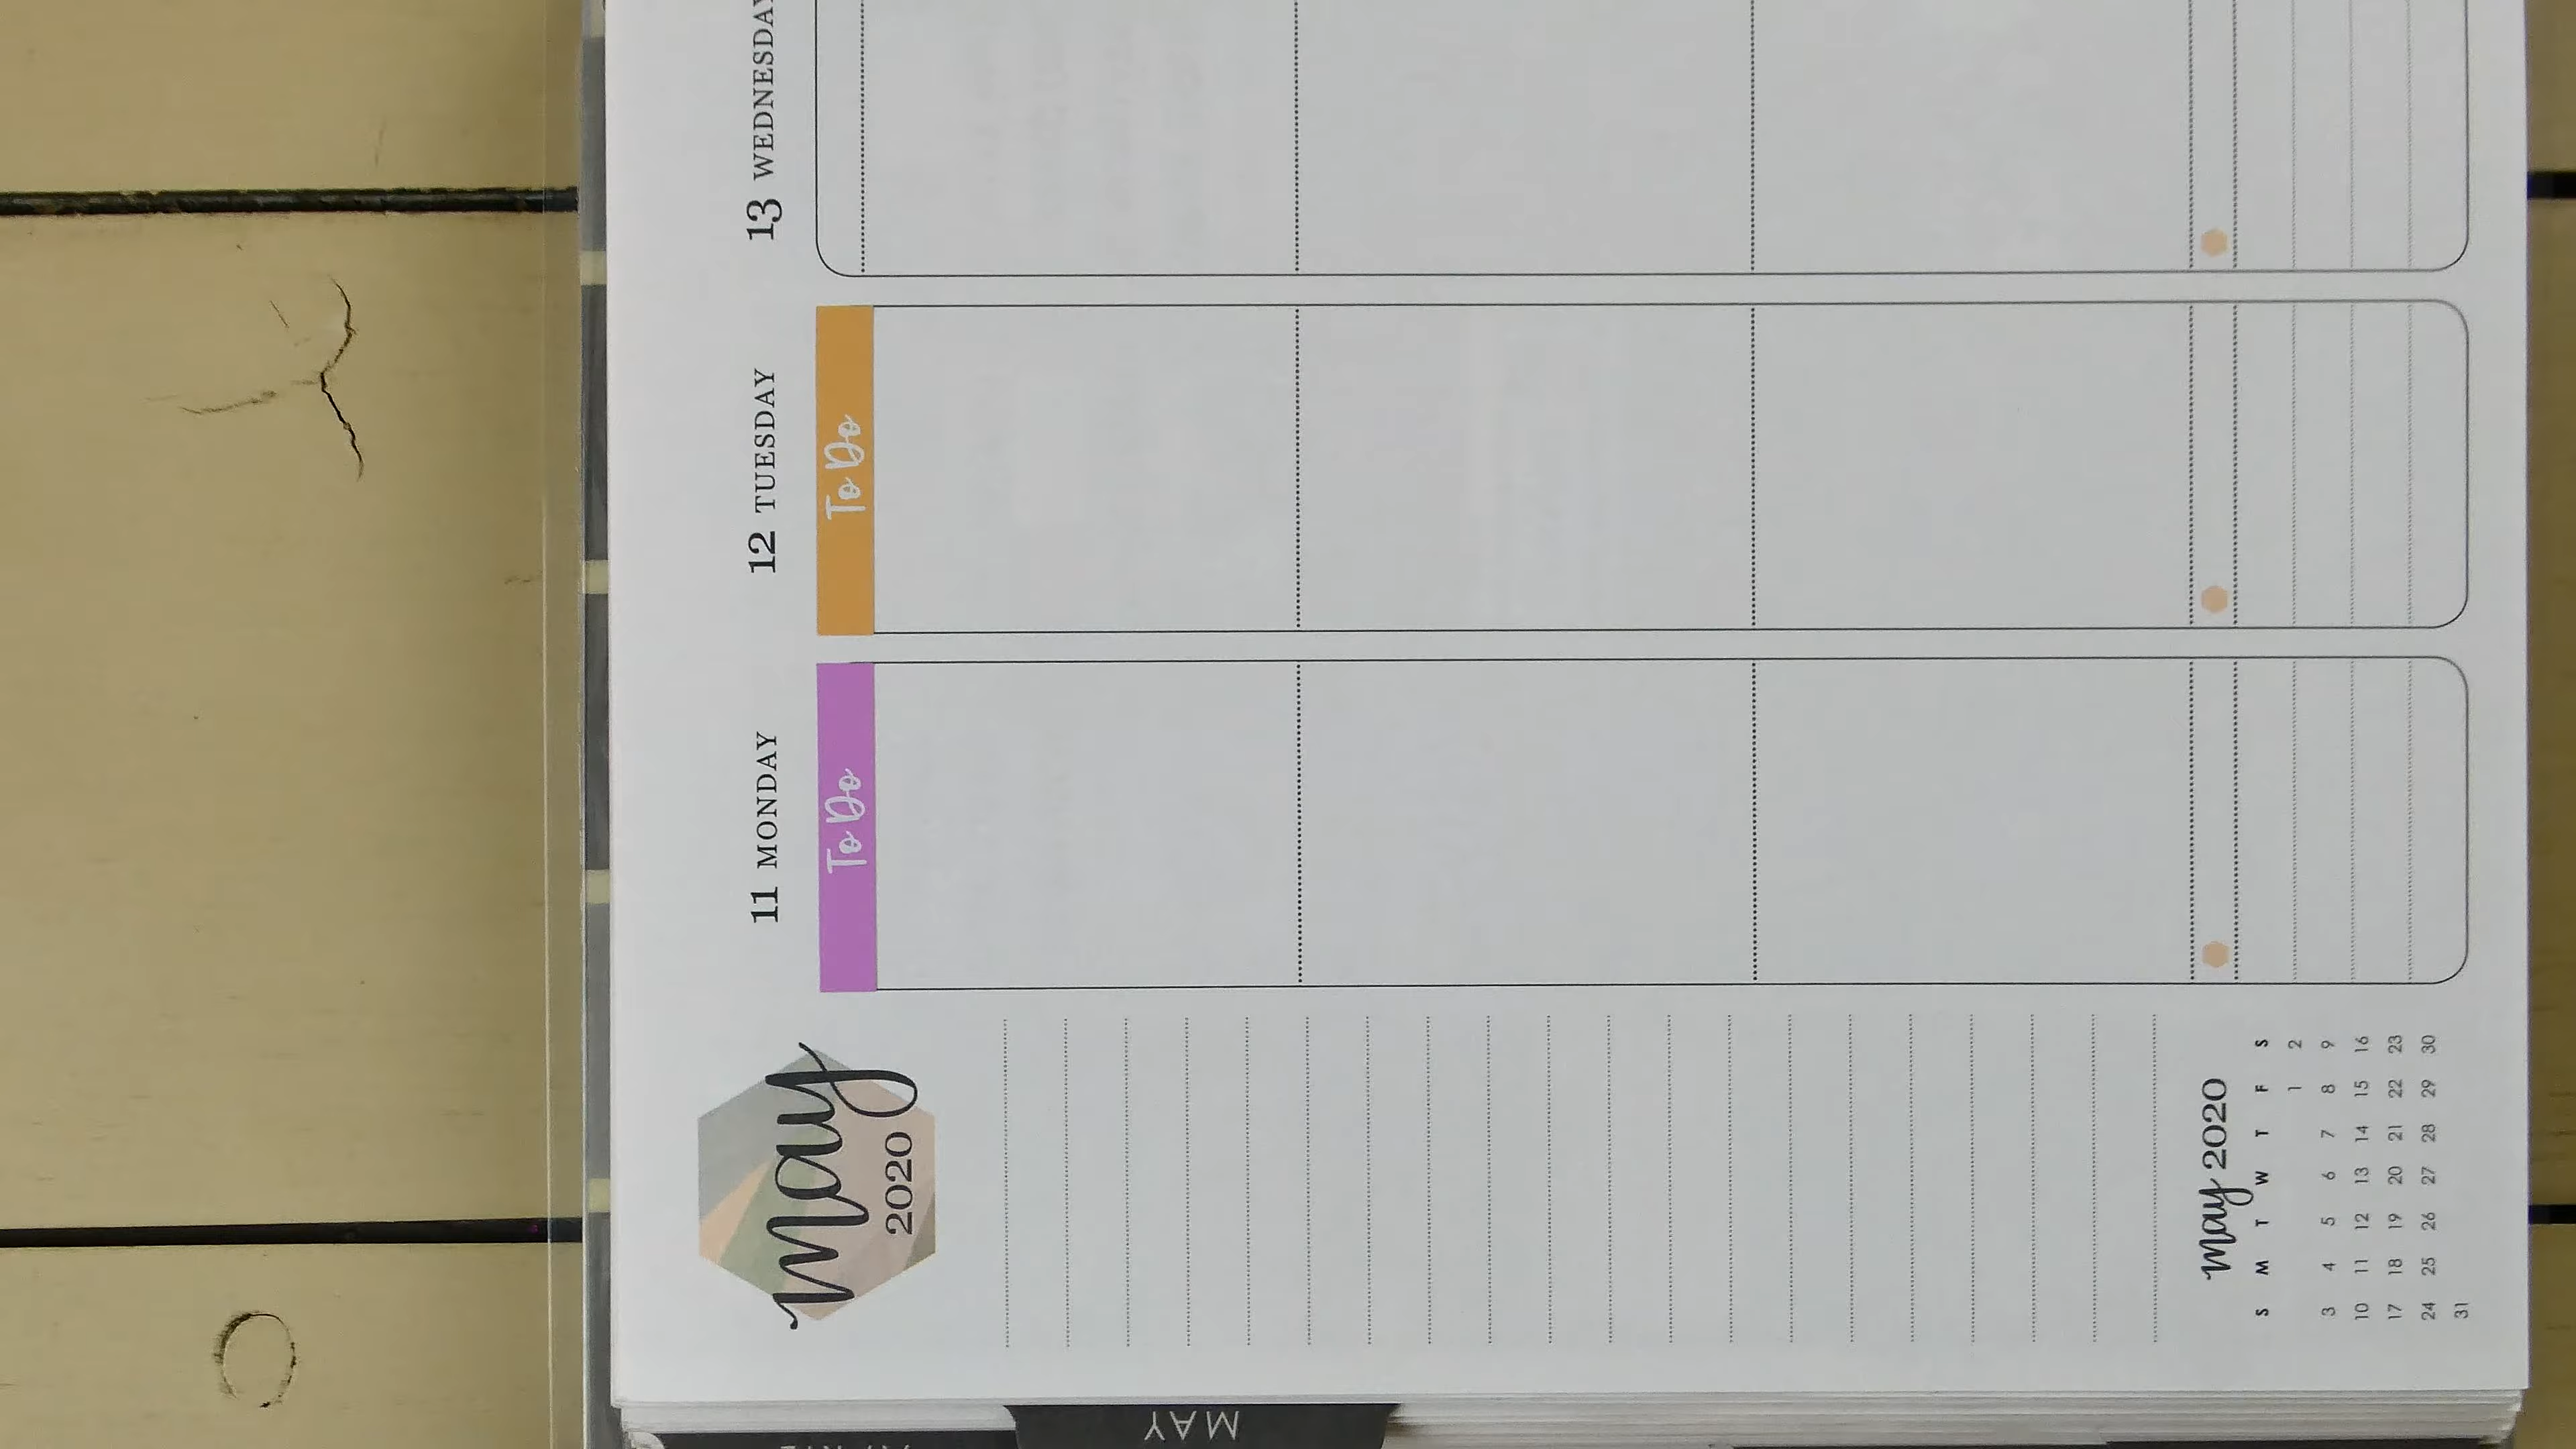 may
2020
11 MONDAY
To Do
12 TUESDAY
To Do
13 WEDNESDAY
may 2020
S M T W T F S
1 2
3 4 5 6 7 8 9
10 11 12 13 14 15 16
17 18 19 20 21 22 23
24 25 26 27 28 29 30
31
MAY